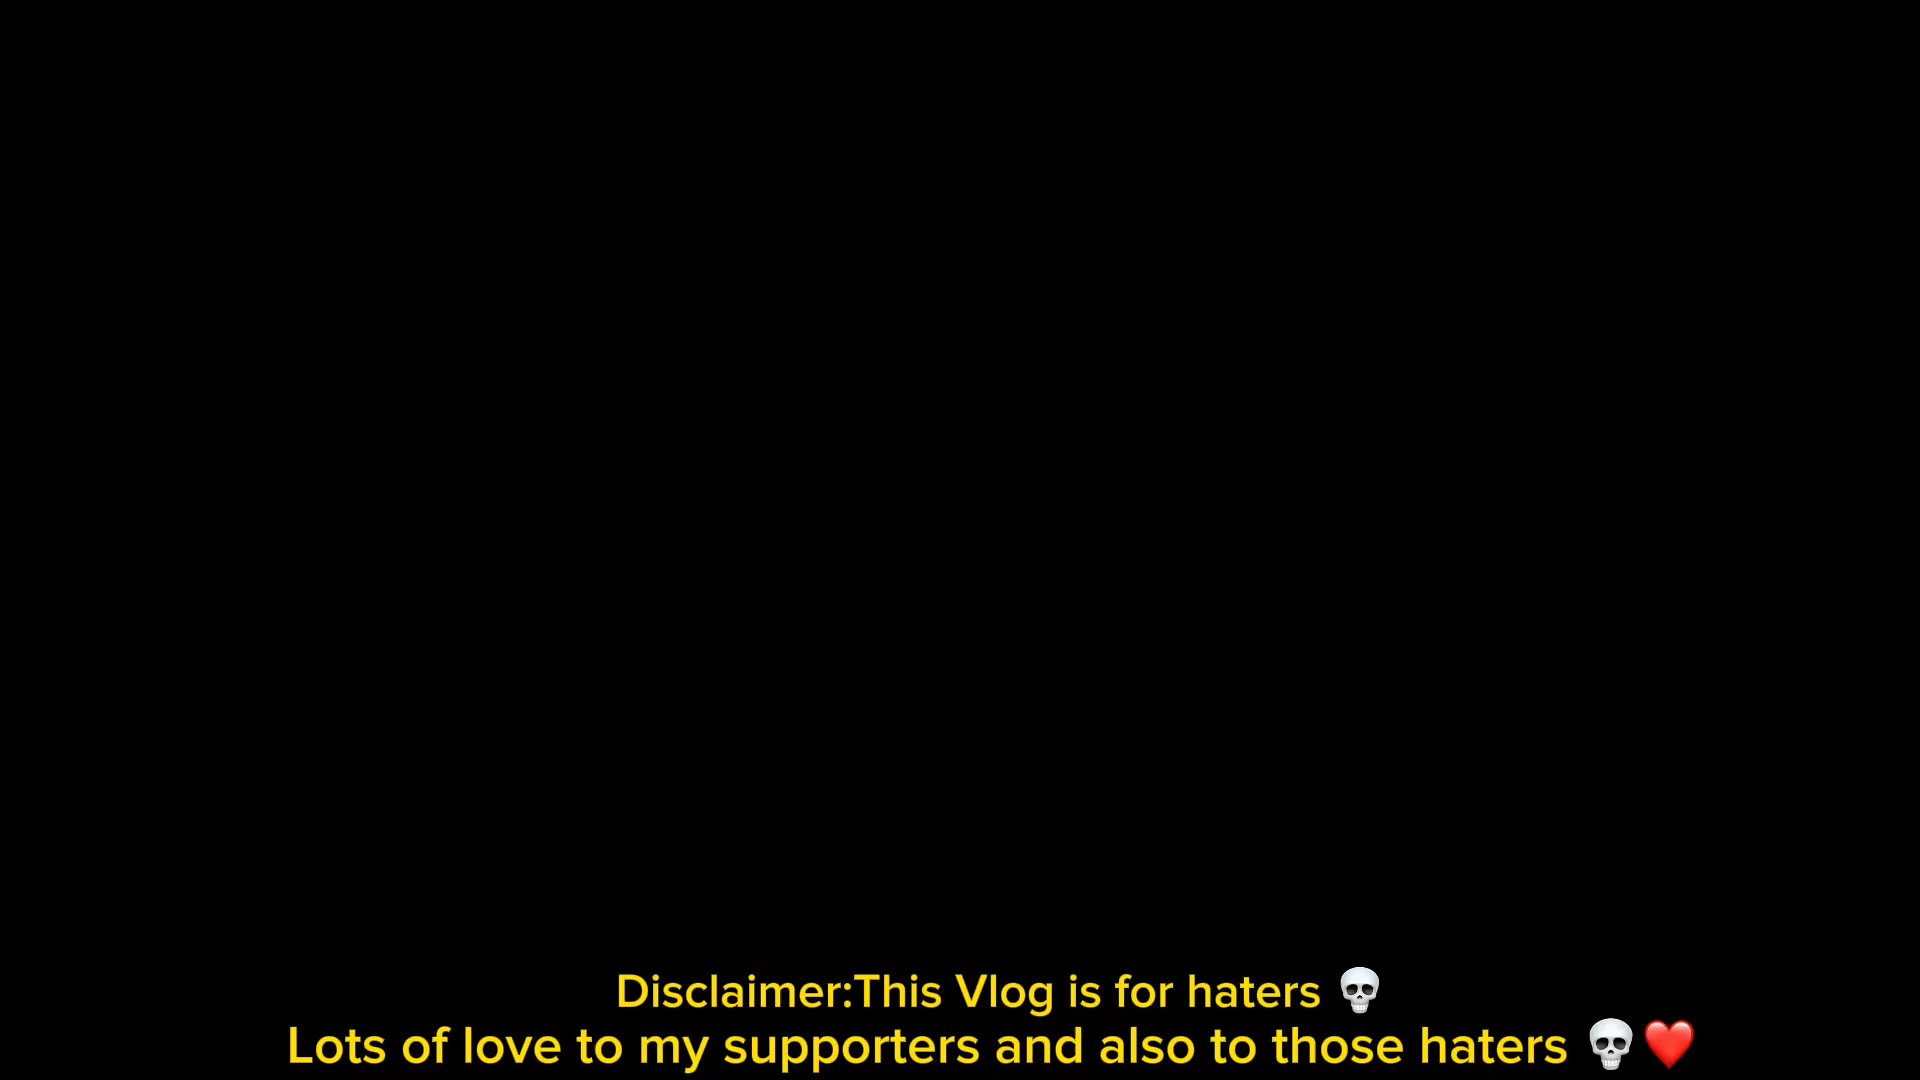 Disclaimer:This Vlog is for haters 💀
Lots of love to my supporters and also to those haters 💀❤️